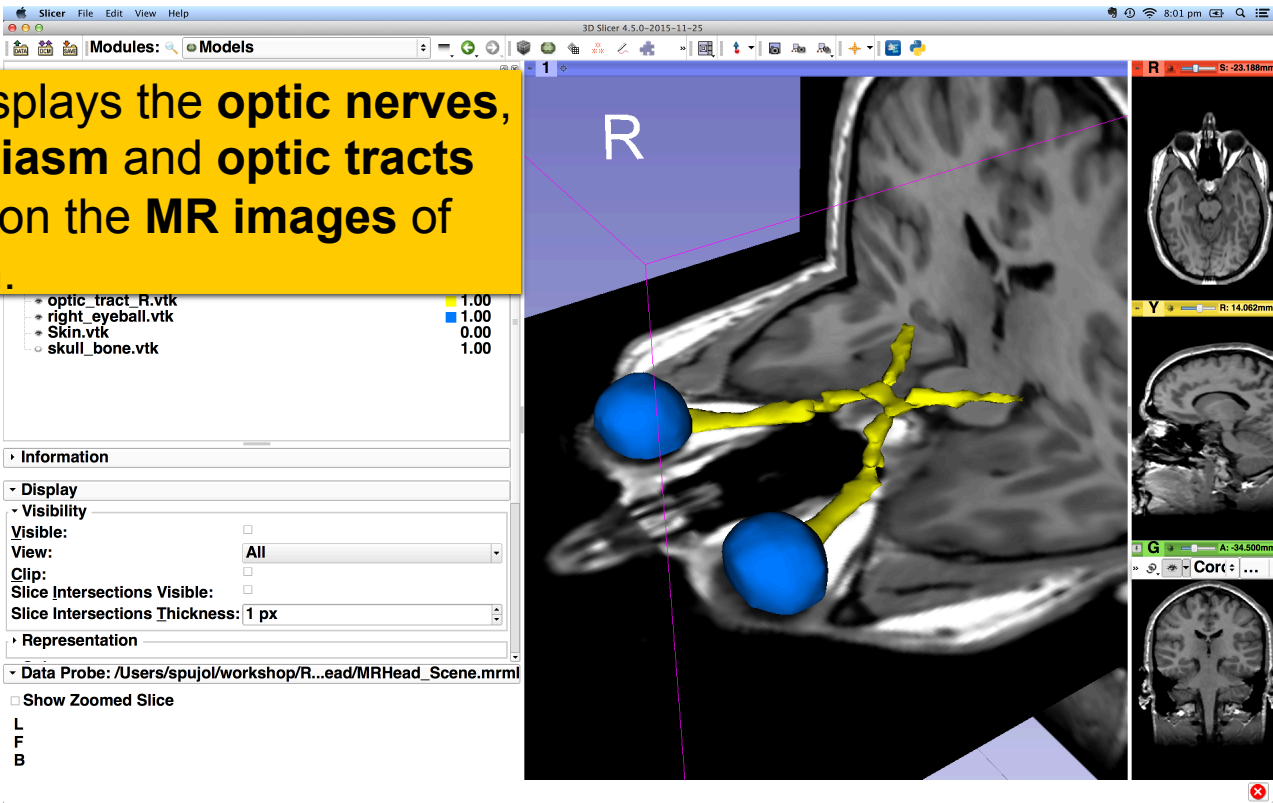 Slicer File Edit View Help
8:01 pm
3D Slicer 4.5.0-2015-11-25
DATA DCM SAVE Modules: Models
1
R S: -23.188mm
splays the optic nerves,
iasm and optic tracts
on the MR images of
.
R
optic_tract_R.vtk 1.00
right_eyeball.vtk 1.00
Skin.vtk 0.00
skull_bone.vtk 1.00
Y R: 14.062mm
Information
Display
Visibility
Visible:
View: All
Clip:
Slice Intersections Visible:
Slice Intersections Thickness: 1 px
Representation
Data Probe: /Users/spujol/workshop/R...ead/MRHead_Scene.mrml
Show Zoomed Slice
L
F
B
G A: -34.500mm
» Coro ...